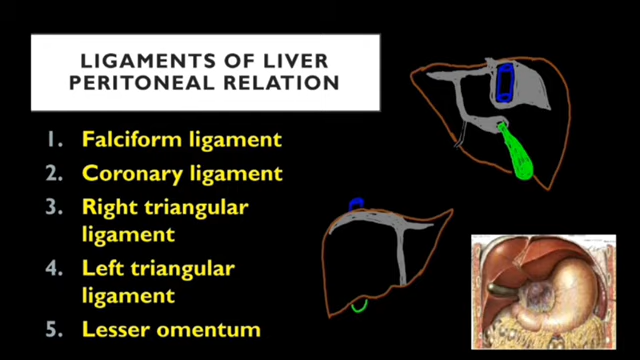 LIGAMENTS OF LIVER
PERITONEAL RELATION
1. Falciform ligament
2. Coronary ligament
3. Right triangular
ligament
4. Left triangular
ligament
5. Lesser omentum